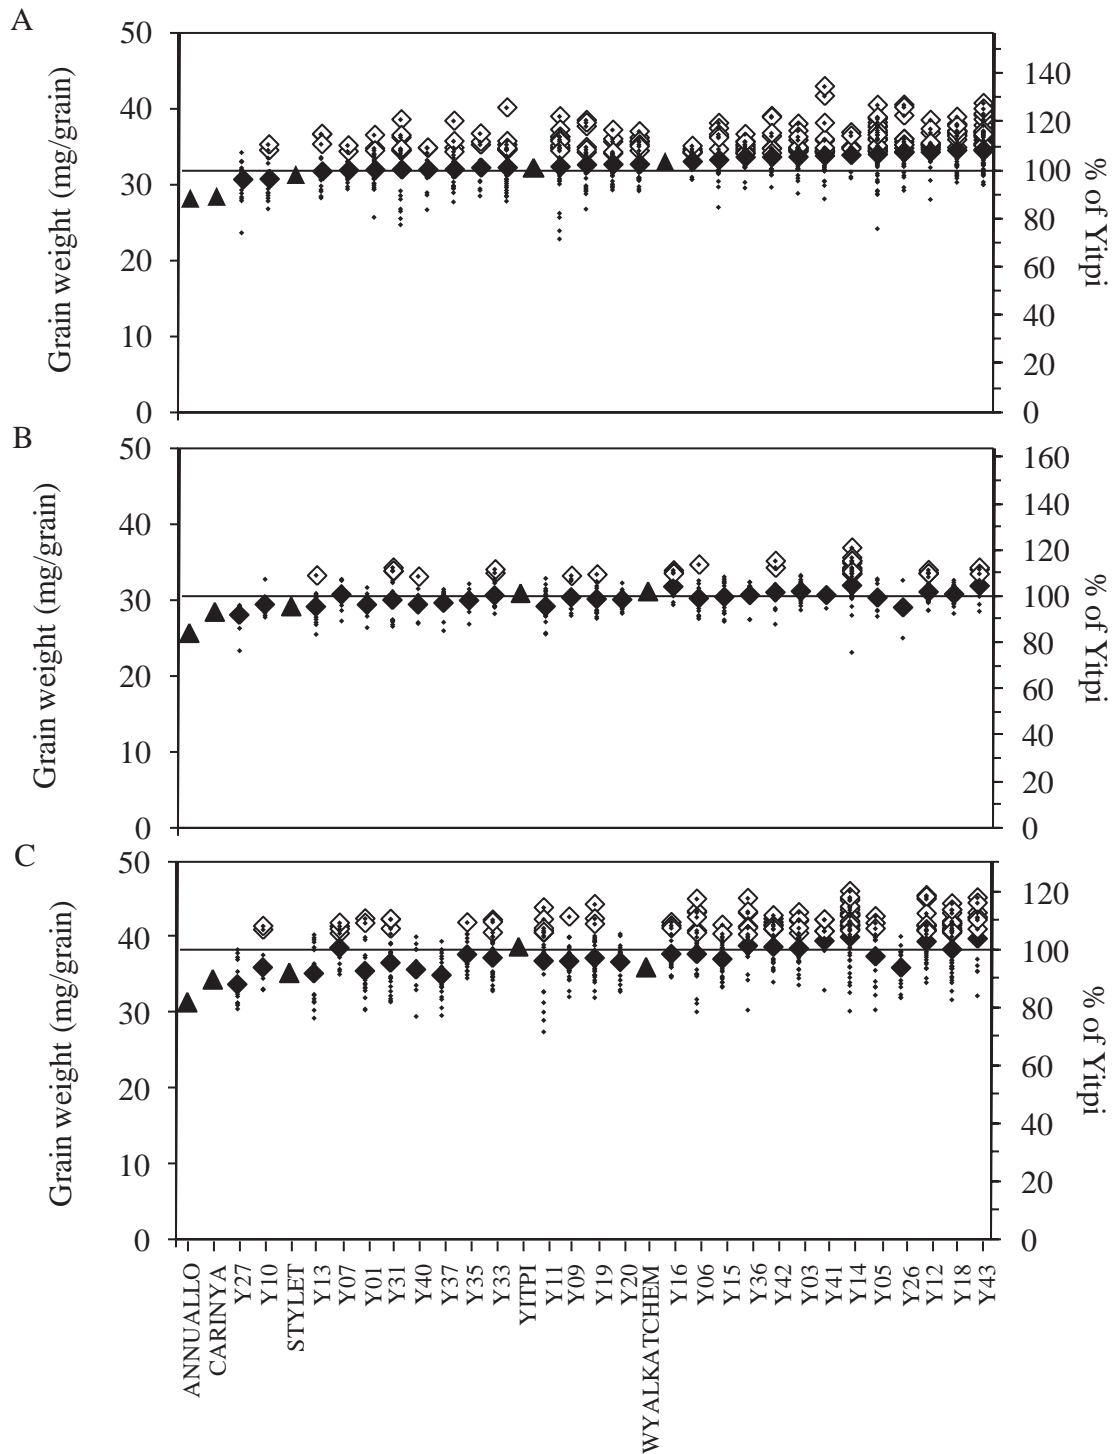 A
50
40
30
20
10
0
Grain weight (mg/grain)
140
120
100
80
60
40
20
0
% of Yitpi
B
50
40
30
20
10
0
Grain weight (mg/grain)
160
140
120
100
80
60
40
20
0
% of Yitpi
C
50
40
30
20
10
0
Grain weight (mg/grain)
120
100
80
60
40
20
0
% of Yitpi
ANNUALLO
CARINYA
Y27
Y10
STYLET
Y13
Y07
Y01
Y31
Y40
Y37
Y35
Y33
YITPI
Y11
Y09
Y19
Y20
WYALKATCHEM
Y16
Y06
Y15
Y36
Y42
Y03
Y41
Y14
Y05
Y26
Y12
Y18
Y43